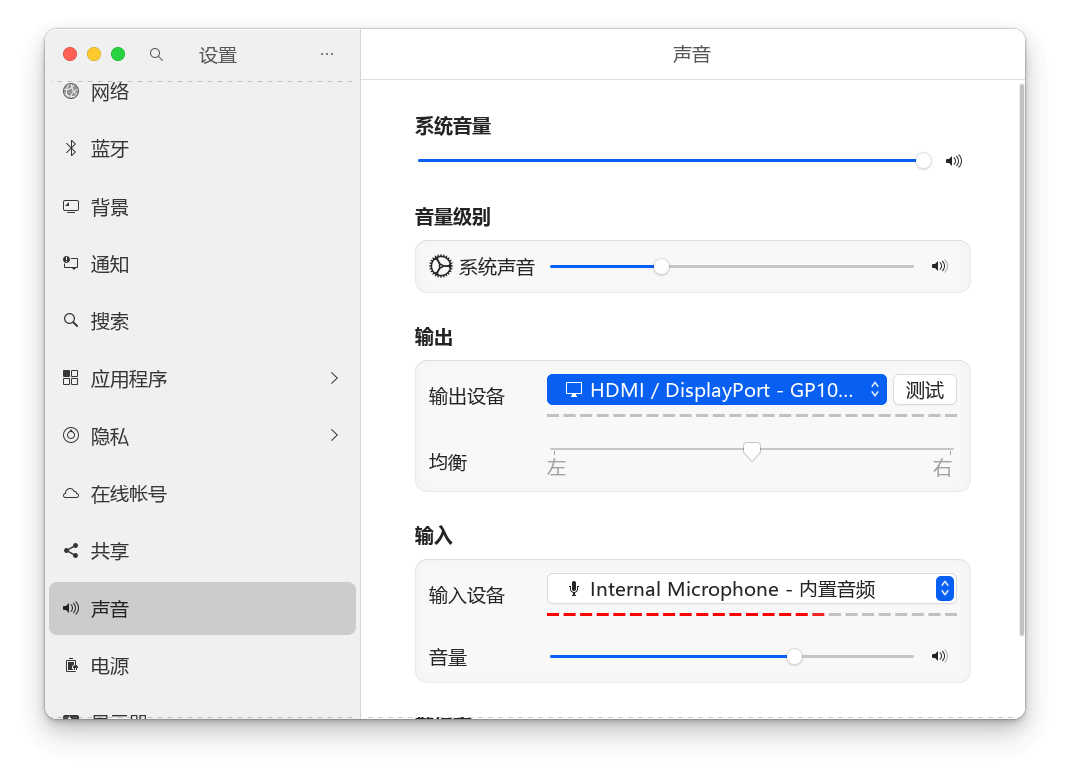 设置
声音
网络
蓝牙
背景
通知
搜索
应用程序
隐私
在线帐号
共享
声音
电源
系统音量
音量级别
系统声音
输出
输出设备
HDMI / DisplayPort - GP10...
测试
均衡
左
右
输入
输入设备
Internal Microphone - 内置音频
音量